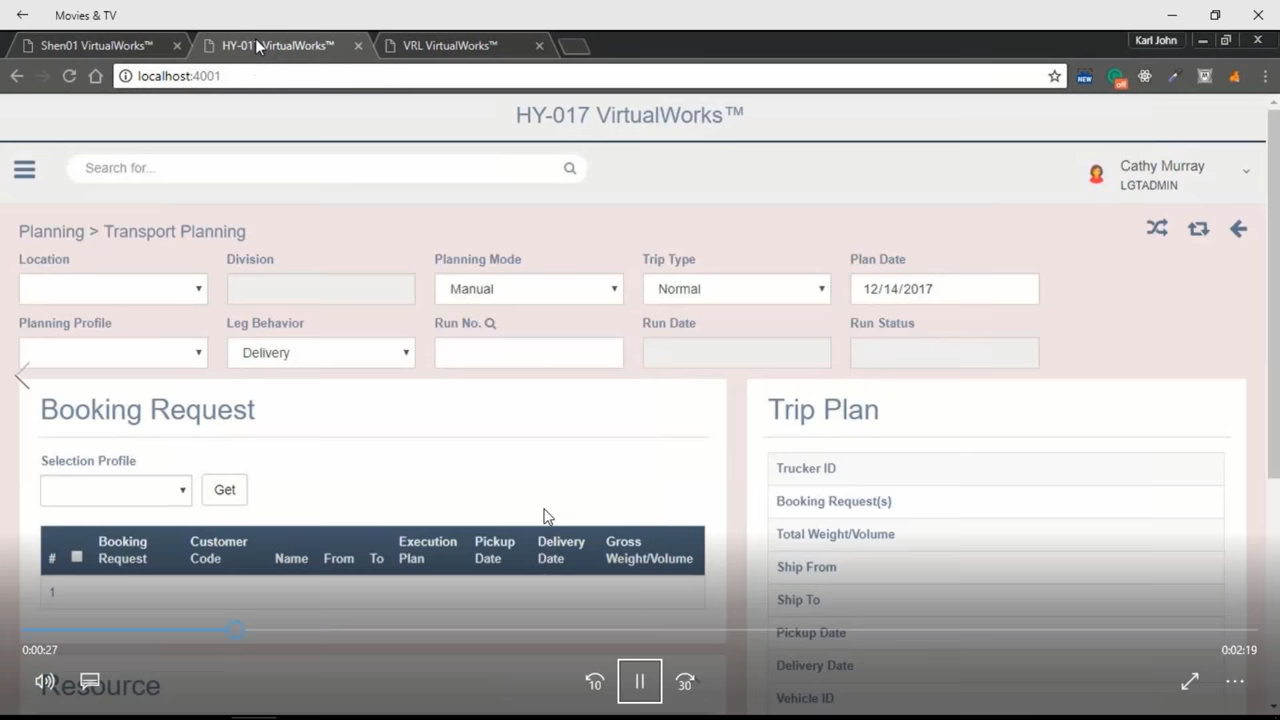 Movies & TV
Shen01 VirtualWorks™
HY-017 VirtualWorks™
VRL VirtualWorks™
Karl John
localhost:4001
NEW
off
HY-017 VirtualWorks™
Search for...
Cathy Murray
LGTADMIN
Planning > Transport Planning
Location
Division
Planning Mode
Trip Type
Plan Date
Manual
Normal
12/14/2017
Planning Profile
Leg Behavior
Run No.
Run Date
Run Status
Delivery
Booking Request
Trip Plan
Selection Profile
Get
# Booking Request Customer Code Name From To Execution Plan Pickup Date Delivery Date Gross Weight/Volume
1
Trucker ID
Booking Request(s)
Total Weight/Volume
Ship From
Ship To
Pickup Date
Delivery Date
Vehicle ID
0:00:27
0:02:19
Resource
10
30